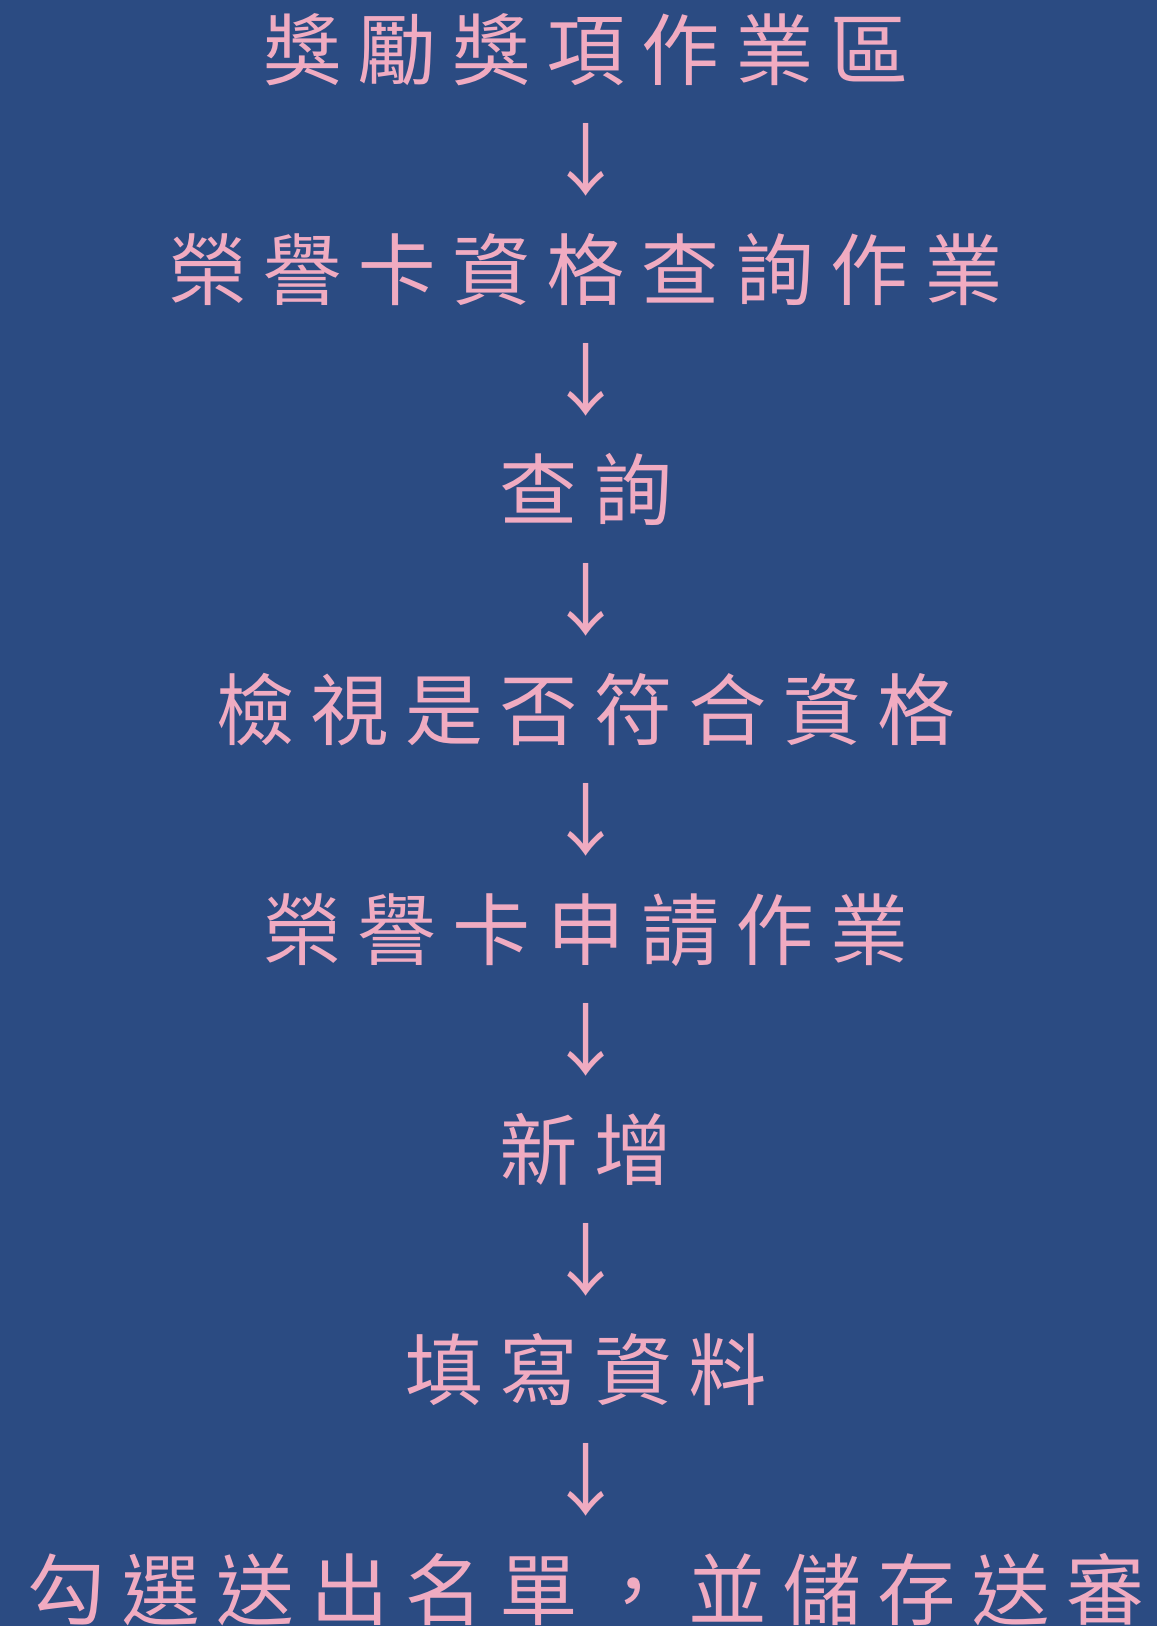 獎勵獎項作業區
↓
榮譽卡資格查詢作業
↓
查詢
↓
檢視是否符合資格
↓
榮譽卡申請作業
↓
新增
↓
填寫資料
↓
勾選送出名單，並儲存送審